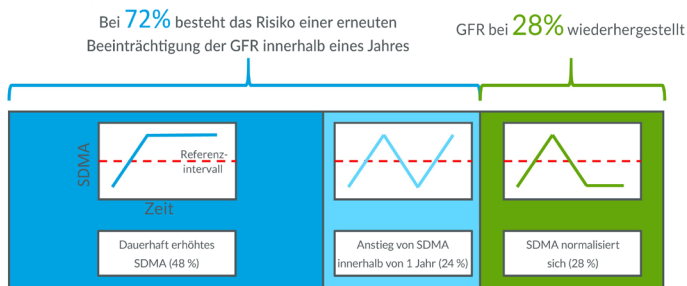 Bei 72% besteht das Risiko einer erneuten
Beeinträchtigung der GFR innerhalb eines Jahres
GFR bei 28% wiederhergestellt
SDMA
Referenz-
intervall
Zeit
Dauerhaft erhöhtes
SDMA (48 %)
Anstieg von SDMA
innerhalb von 1 Jahr (24 %)
SDMA normalisiert
sich (28 %)